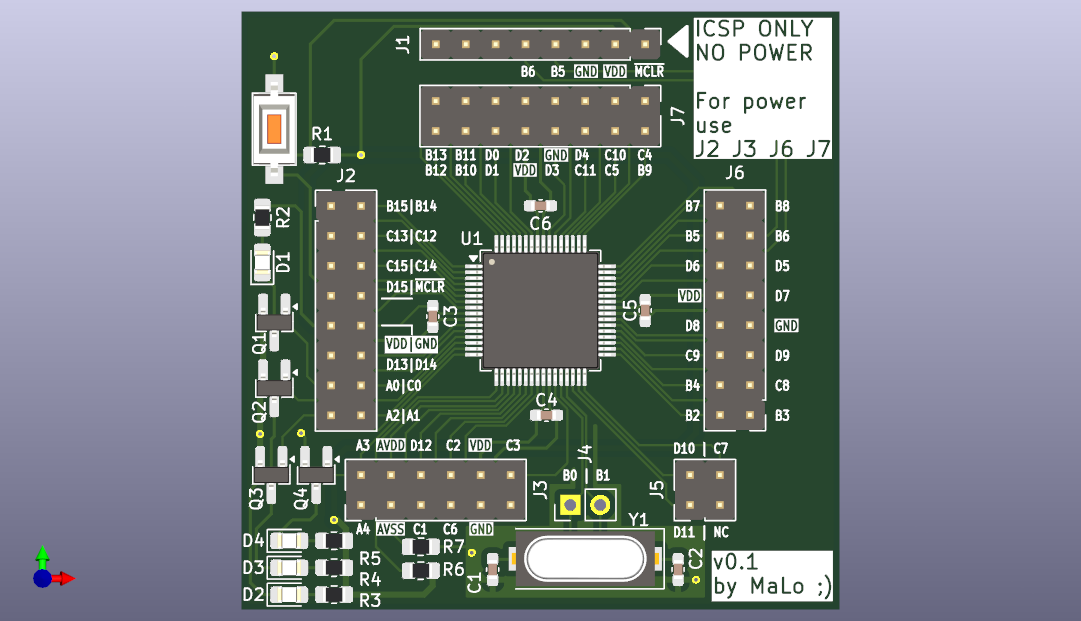 J1
ICSP ONLY
NO POWER
B6 B5 GND VDD MCLR
For power
use
J2 J3 J6 J7
J7
R1
B13 B11 D0 D2 GND D4 C10 C4
B12 B10 D1 VDD D3 C11 C5 B9
J2
J6
R2
B15|B14
C6
B7 B8
C13|C12
U1
B5 B6
D1
C15|C14
D6 D5
D15|MCLR
VDD D7
C3
C5
Q1
D8 GND
VDD|GND
C9 D9
D13|D14
A0|C0
B4 C8
Q2
A2|A1
C4
B2 B3
A3 AVDD D12 C2 VDD C3
J4
D10 | C7
B0 | B1
Q3
Q4
J3
J5
A4 AVSS C1 C6 GND
Y1
D11 | NC
D4
R5
R7
D3
R4
R6
C1
C2
D2
R3
v0.1
by MaLo ;)